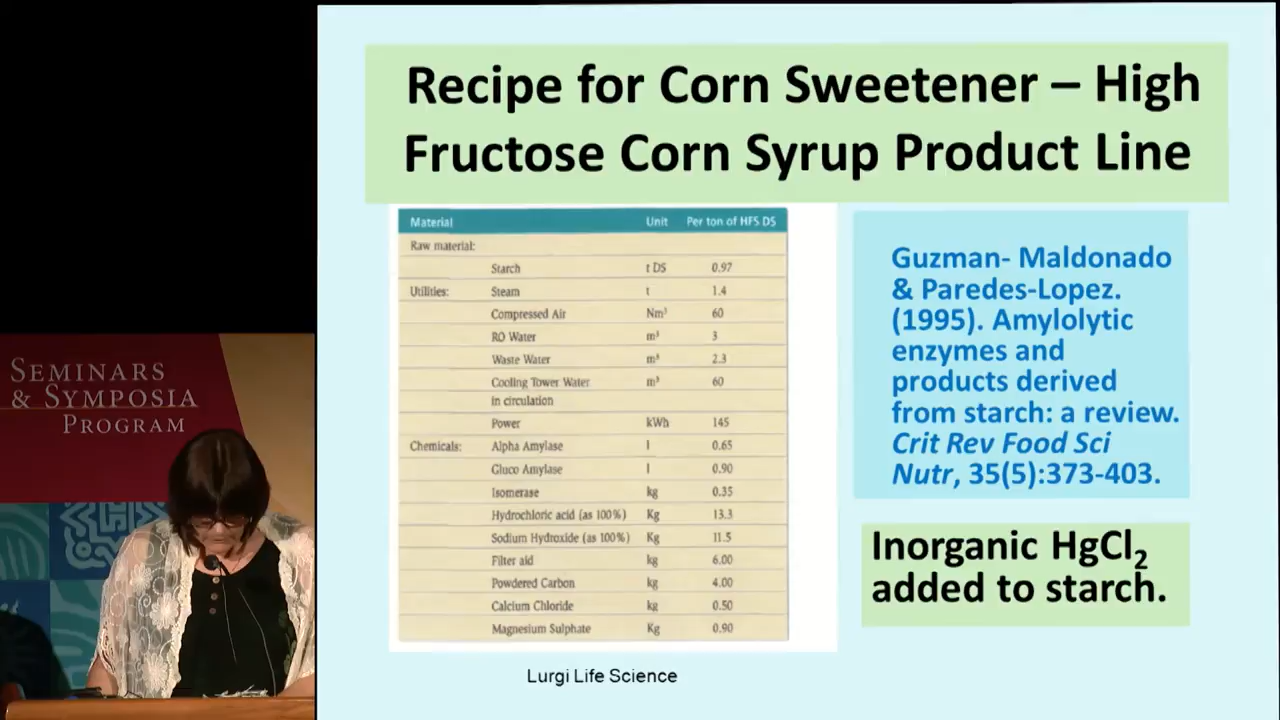 SEMINARS
& SYMPOSIA
PROGRAM
Recipe for Corn Sweetener – High
Fructose Corn Syrup Product Line
Material Unit Per ton of HFS DS
Raw material:
Starch t DS 0.97
Utilities: Steam t 1.4
Compressed Air Nm³ 60
RO Water m³ 3
Waste Water m³ 2.3
Cooling Tower Water m³ 60
in circulation
Power kWh 145
Chemicals: Alpha Amylase l 0.65
Gluco Amylase l 0.90
Isomerase kg 0.35
Hydrochloric acid (as 100%) Kg 13.3
Sodium Hydroxide (as 100%) Kg 11.5
Filter aid kg 6.00
Powdered Carbon kg 4.00
Calcium Chloride kg 0.50
Magnesium Sulphate Kg 0.90
Lurgi Life Science
Guzman- Maldonado
& Paredes-Lopez.
(1995). Amylolytic
enzymes and
products derived
from starch: a review.
Crit Rev Food Sci
Nutr, 35(5):373-403.
Inorganic HgCl₂
added to starch.